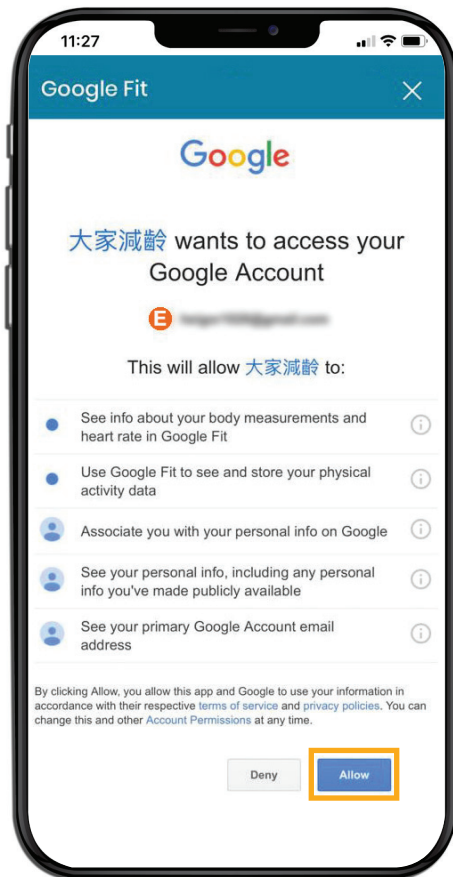 11:27
Google Fit
Google
大家減齡 wants to access your
Google Account
E
This will allow 大家減齡 to:
See info about your body measurements and
heart rate in Google Fit
Use Google Fit to see and store your physical
activity data
Associate you with your personal info on Google
See your personal info, including any personal
info you've made publicly available
See your primary Google Account email
address
By clicking Allow, you allow this app and Google to use your information in
accordance with their respective terms of service and privacy policies. You can
change this and other Account Permissions at any time.
Deny Allow